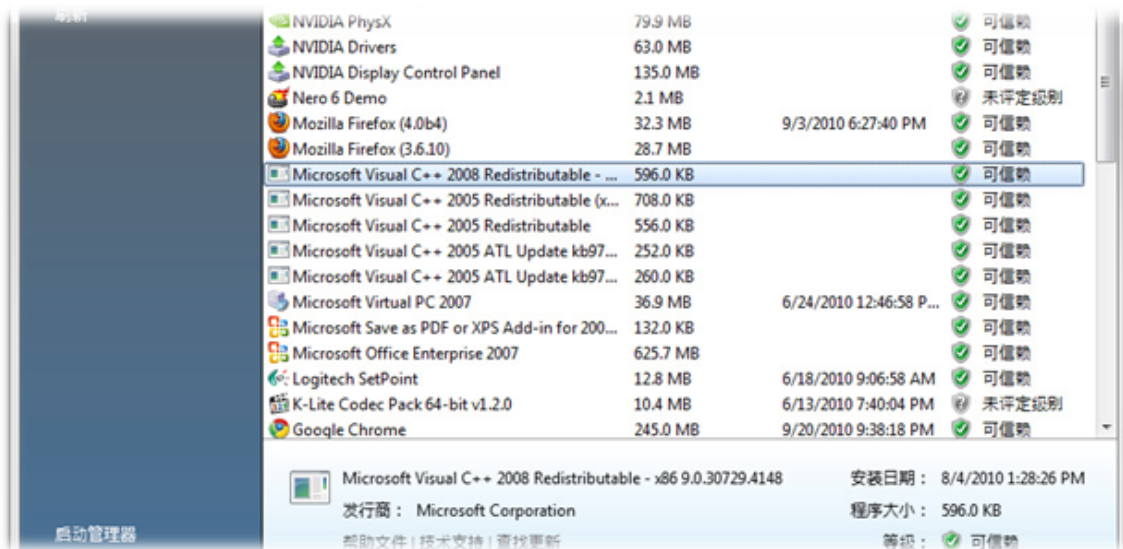 刷新
NVIDIA PhysX 79.9 MB 可信赖
NVIDIA Drivers 63.0 MB 可信赖
NVIDIA Display Control Panel 135.0 MB 可信赖
Nero 6 Demo 2.1 MB 未评定级别
Mozilla Firefox (4.0b4) 32.3 MB 9/3/2010 6:27:40 PM 可信赖
Mozilla Firefox (3.6.10) 28.7 MB 可信赖
Microsoft Visual C++ 2008 Redistributable - ... 596.0 KB 可信赖
Microsoft Visual C++ 2005 Redistributable (x... 708.0 KB 可信赖
Microsoft Visual C++ 2005 Redistributable 556.0 KB 可信赖
Microsoft Visual C++ 2005 ATL Update kb97... 252.0 KB 可信赖
Microsoft Visual C++ 2005 ATL Update kb97... 260.0 KB 可信赖
Microsoft Virtual PC 2007 36.9 MB 6/24/2010 12:46:58 P... 可信赖
Microsoft Save as PDF or XPS Add-in for 200... 132.0 KB 可信赖
Microsoft Office Enterprise 2007 625.7 MB 可信赖
Logitech SetPoint 12.8 MB 6/18/2010 9:06:58 AM 可信赖
K-Lite Codec Pack 64-bit v1.2.0 10.4 MB 6/13/2010 7:40:04 PM 未评定级别
Google Chrome 245.0 MB 9/20/2010 9:38:18 PM 可信赖
Microsoft Visual C++ 2008 Redistributable - x86 9.0.30729.4148 安装日期： 8/4/2010 1:28:26 PM
发行商： Microsoft Corporation 程序大小： 596.0 KB
启动管理器
帮助文件 | 技术支持 | 查找更新 等级： 可信赖